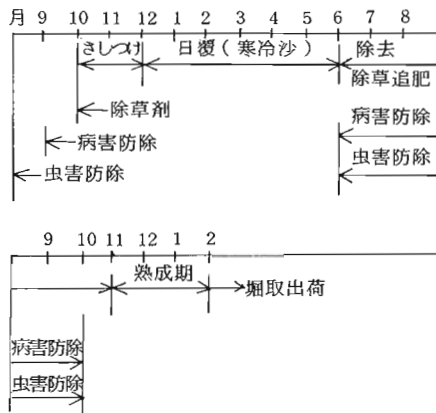 月 9 10 11 12 1 2 3 4 5 6 7 8
さしつけ 日覆(寒冷沙) 除去
除草追肥
除草剤
病害防除
病害防除
虫害防除
虫害防除
9 10 11 12 1 2
熟成期
堀取出荷
病害防除
虫害防除